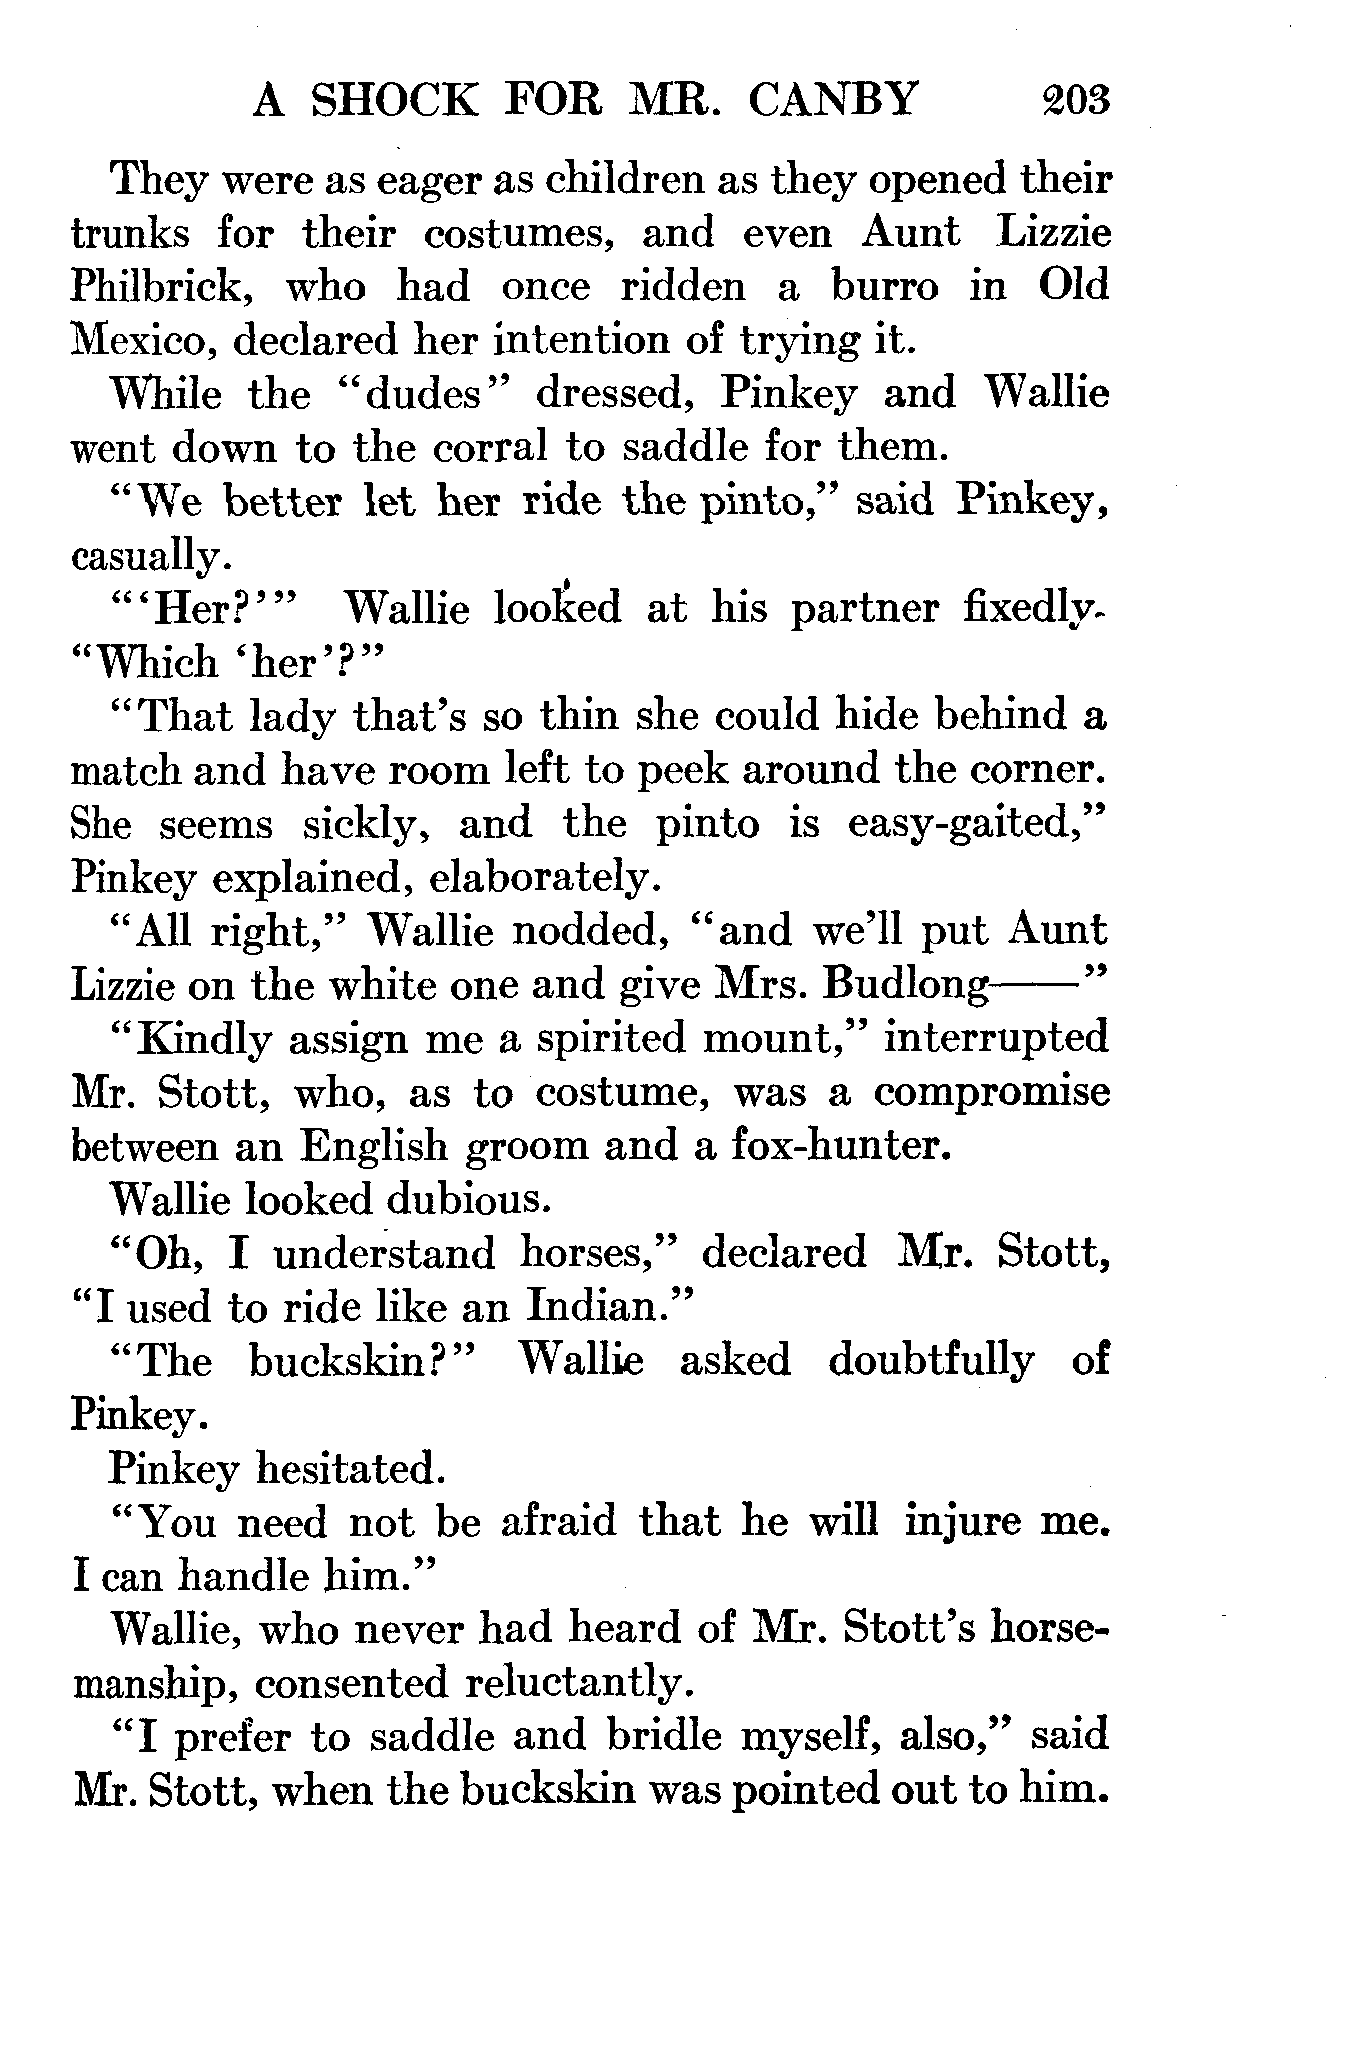 A SHOCK FOR MR. CANBY 203
They were as eager as children as they opened their
trunks for their costumes, and even Aunt Lizzie
Philbrick, who had once ridden a burro in Old
Mexico, declared her intention of trying it.
While the “dudes” dressed, Pinkey and Wallie
went down to the corral to saddle for them.
“We better let her ride the pinto,” said Pinkey,
casually.
“‘Her?’” Wallie looked at his partner fixedly.
“Which ‘her’?”
“That lady that’s so thin she could hide behind a
match and have room left to peek around the corner.
She seems sickly, and the pinto is easy-gaited,”
Pinkey explained, elaborately.
“All right,” Wallie nodded, “and we’ll put Aunt
Lizzie on the white one and give Mrs. Budlong——”
“Kindly assign me a spirited mount,” interrupted
Mr. Stott, who, as to costume, was a compromise
between an English groom and a fox-hunter.
Wallie looked dubious.
“Oh, I understand horses,” declared Mr. Stott,
“I used to ride like an Indian.”
“The buckskin?” Wallie asked doubtfully of
Pinkey.
Pinkey hesitated.
“You need not be afraid that he will injure me.
I can handle him.”
Wallie, who never had heard of Mr. Stott’s horse-
manship, consented reluctantly.
“I prefer to saddle and bridle myself, also,” said
Mr. Stott, when the buckskin was pointed out to him.